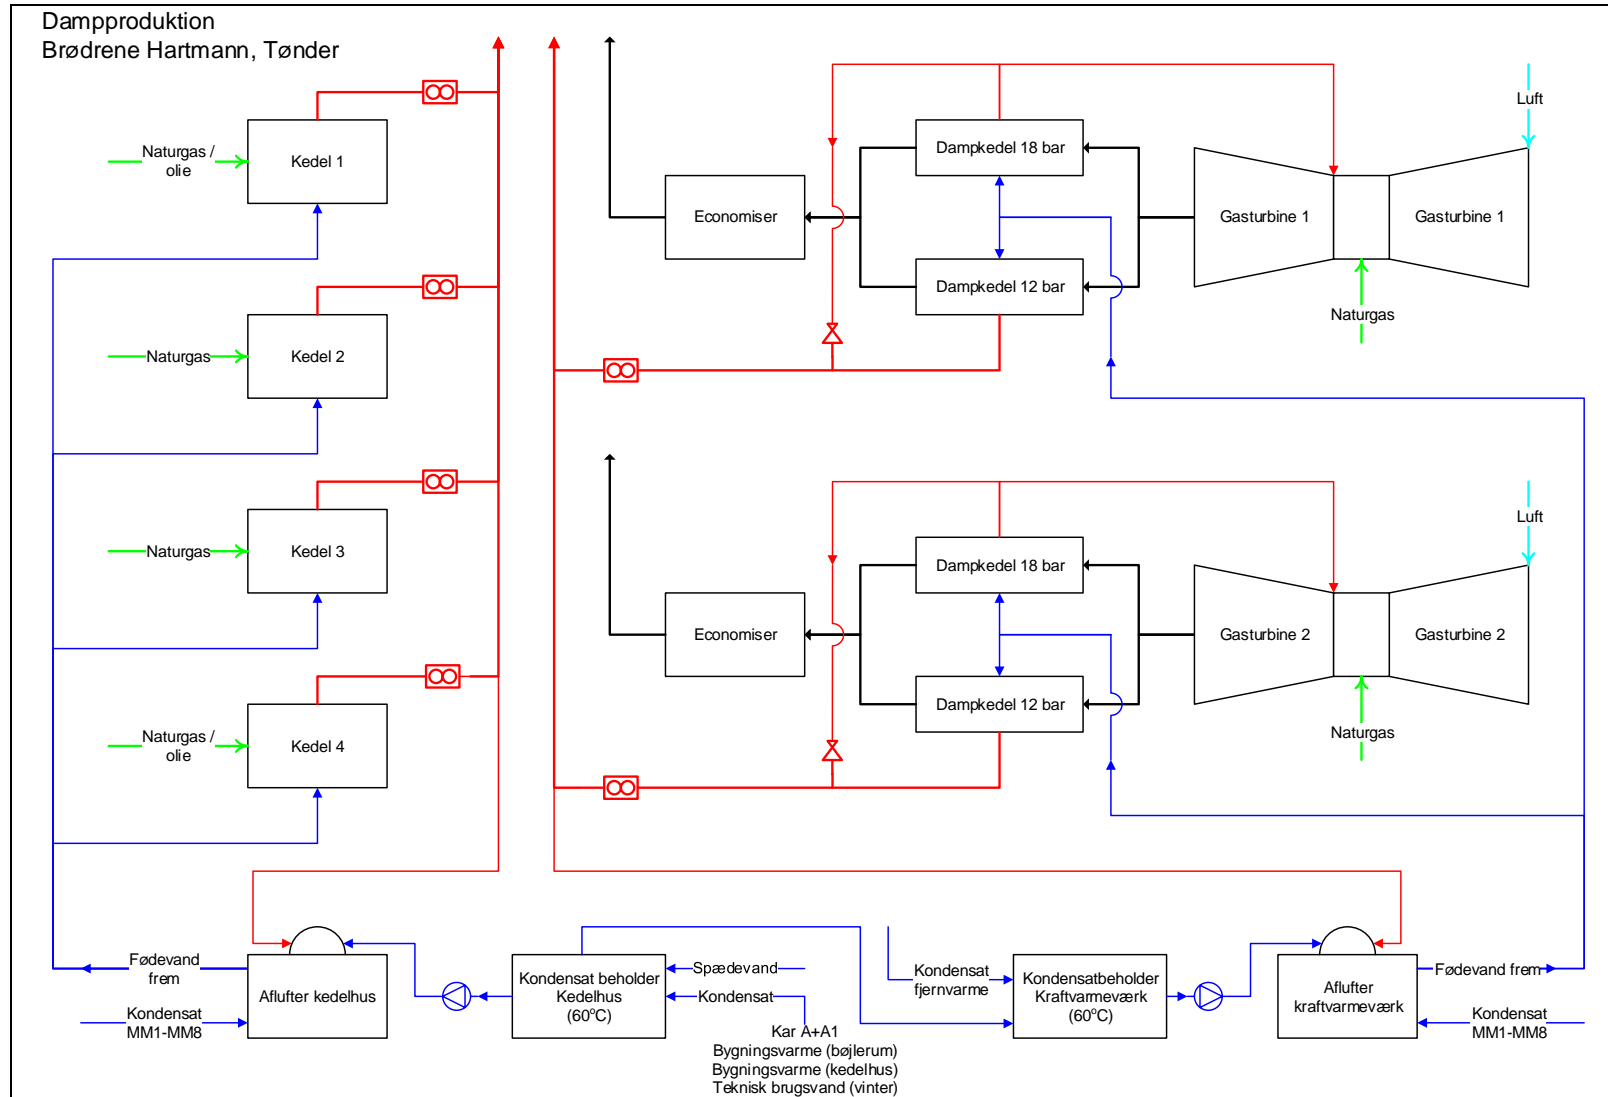 Dampproduktion
Brødrene Hartmann, Tønder
Naturgas /
olie
Kedel 1
Naturgas
Kedel 2
Naturgas
Kedel 3
Naturgas /
olie
Kedel 4
Economiser
Dampkedel 18 bar
Dampkedel 12 bar
Gasturbine 1
Gasturbine 1
Luft
Naturgas
Economiser
Dampkedel 18 bar
Dampkedel 12 bar
Gasturbine 2
Gasturbine 2
Luft
Naturgas
Fødevand
frem
Kondensat
MM1-MM8
Aflufter kedelhus
Kondensat beholder
Kedelhus
(60°C)
Spædevand
Kondensat
Kar A+A1
Bygningsvarme (bøjlerum)
Bygningsvarme (kedelhus)
Teknisk brugsvand (vinter)
Kondensat
fjernvarme
Kondensatbeholder
Kraftvarmeværk
(60°C)
Aflufter
kraftvarmeværk
Fødevand frem
Kondensat
MM1-MM8